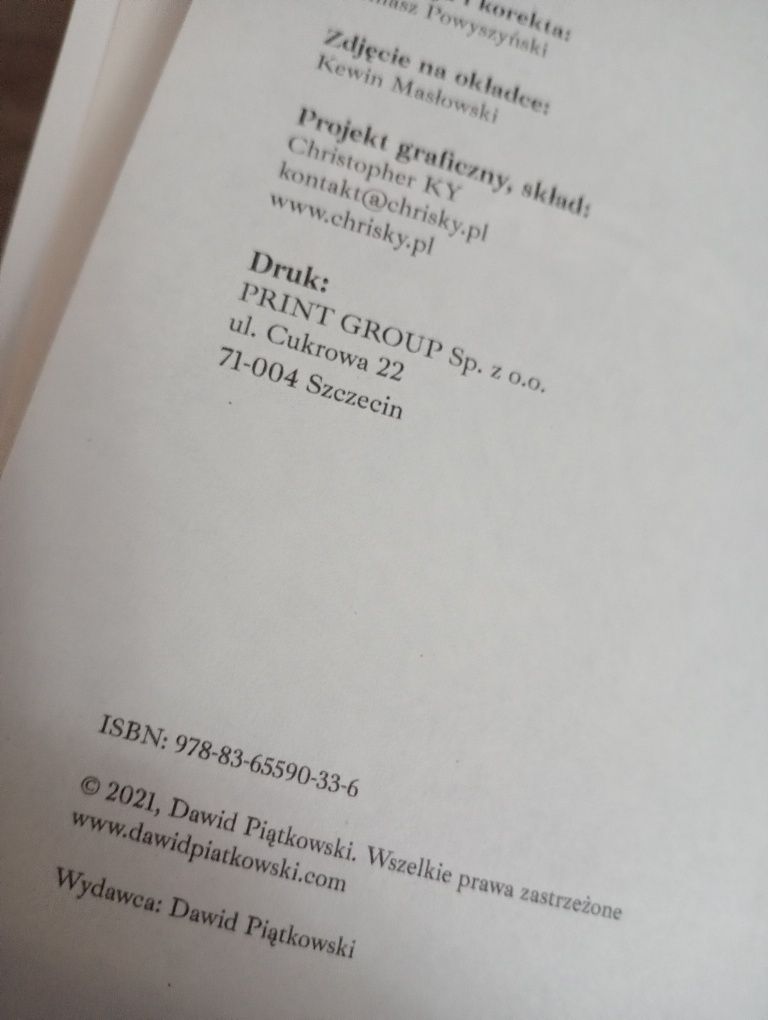 i korekta:
Powyszyński
Zdjęcie na okładce:
Kewin Masłowski
Projekt graficzny, skład:
Christopher KY
kontakt@chrisky.pl
www.chrisky.pl
Druk:
PRINT GROUP Sp. z o.o.
ul. Cukrowa 22
71-004 Szczecin
ISBN: 978-83-65590-33-6
© 2021, Dawid Piątkowski. Wszelkie prawa zastrzeżone
www.dawidpiatkowski.com
Wydawca: Dawid Piątkowski